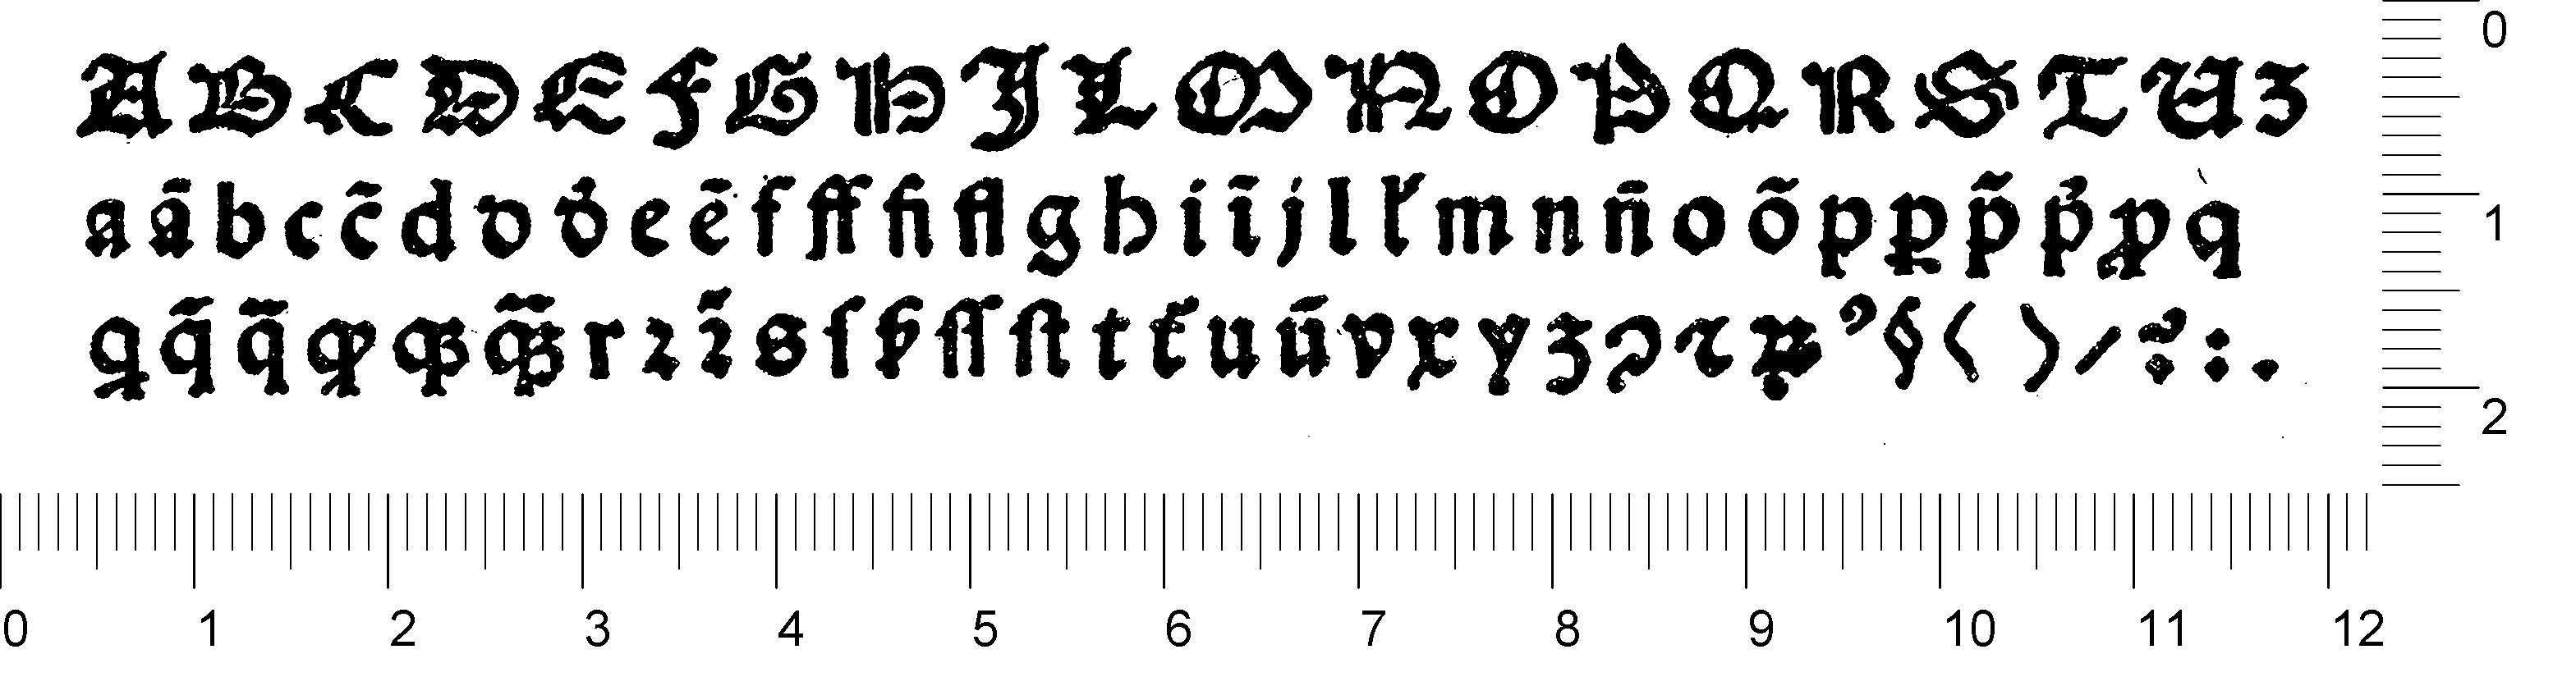 A B C D E F G H I L M N O P Q R S T U Z
a ã b c c̃ d d đ e ẽ f ff fi fl g h i ĩ j l l̛ m n ñ o õ p ꝑ p̃ p̛ ꝓ q
q q̃ q̄ ꝙ qꝫ q̃ꝫ r ꝛ ꝛ̃ s ſ ſſ ſt t t̛ u ũ v x y ꝫ ꝯ ꝛ ꝝ ꝰ § ( ) / ? : .
0 1 2
0 1 2 3 4 5 6 7 8 9 10 11 12